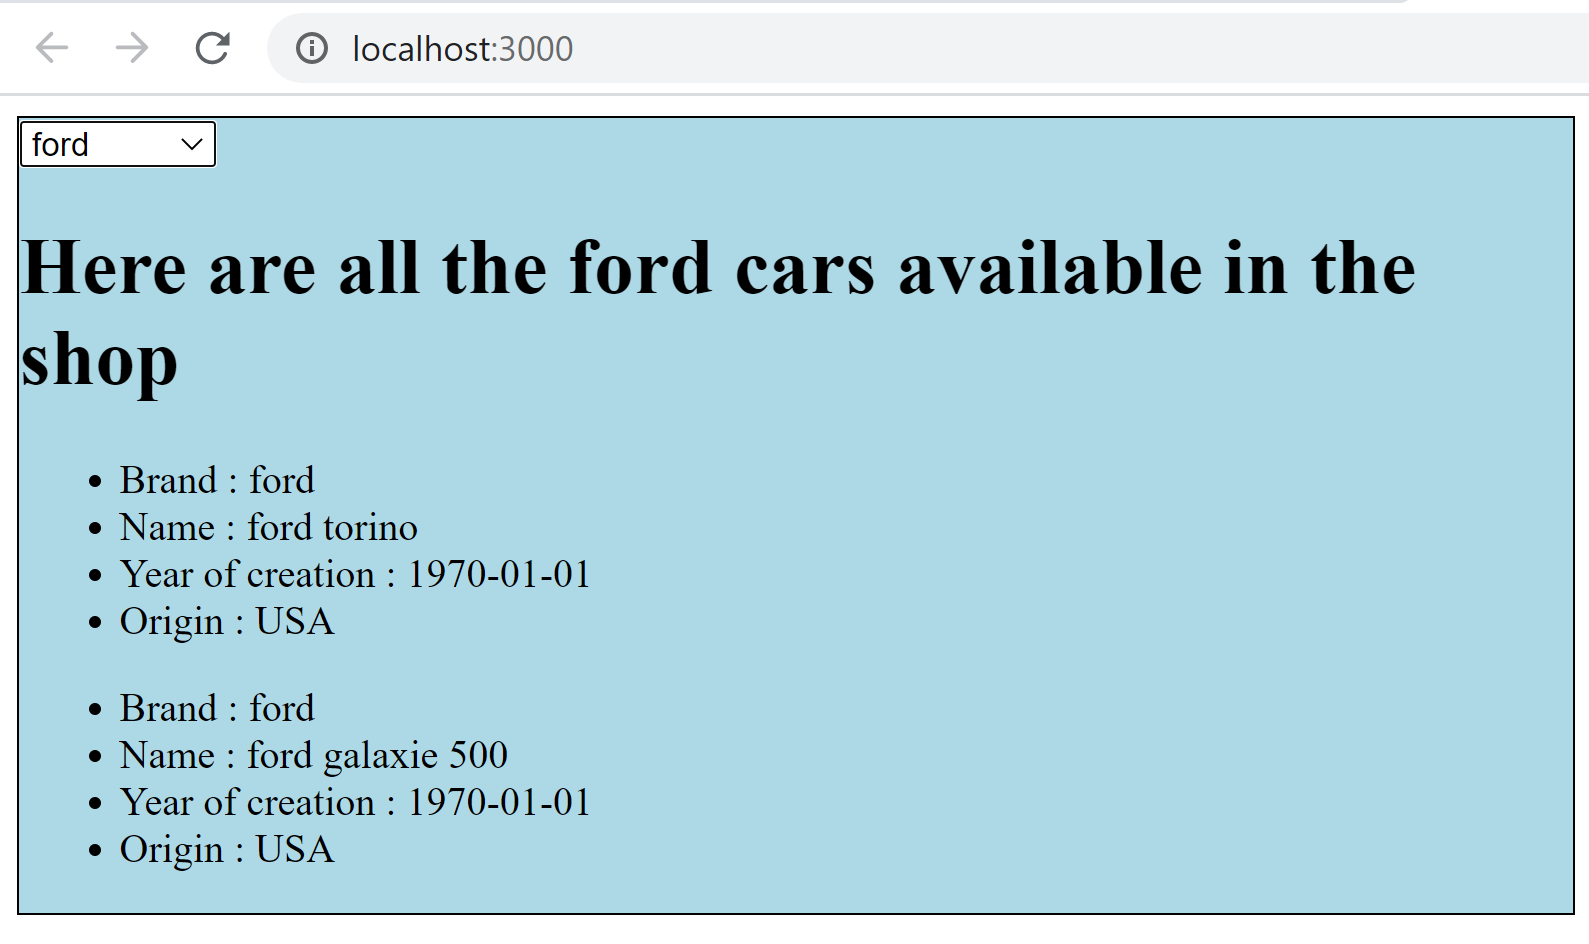 localhost:3000
ford
Here are all the ford cars available in the
shop
Brand : ford
Name : ford torino
Year of creation : 1970-01-01
Origin : USA
Brand : ford
Name : ford galaxie 500
Year of creation : 1970-01-01
Origin : USA